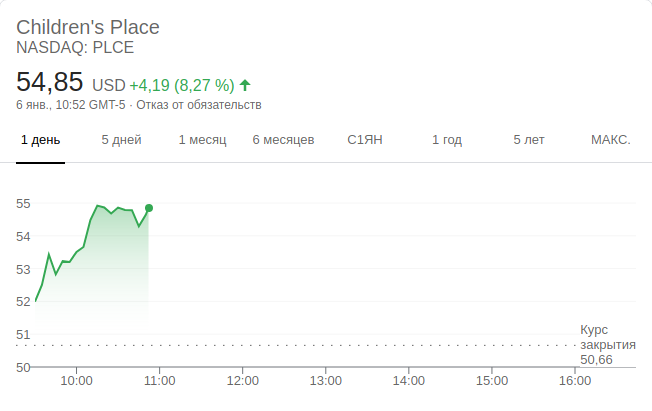 Children's Place
NASDAQ: PLCE
54,85 USD +4,19 (8,27 %) ↑
6 янв., 10:52 GMT-5 · Отказ от обязательств
1 день 5 дней 1 месяц 6 месяцев С1ЯН 1 год 5 лет МАКС.
55
54
53
52
51
50
Курс
закрытия
50,66
10:00 11:00 12:00 13:00 14:00 15:00 16:00